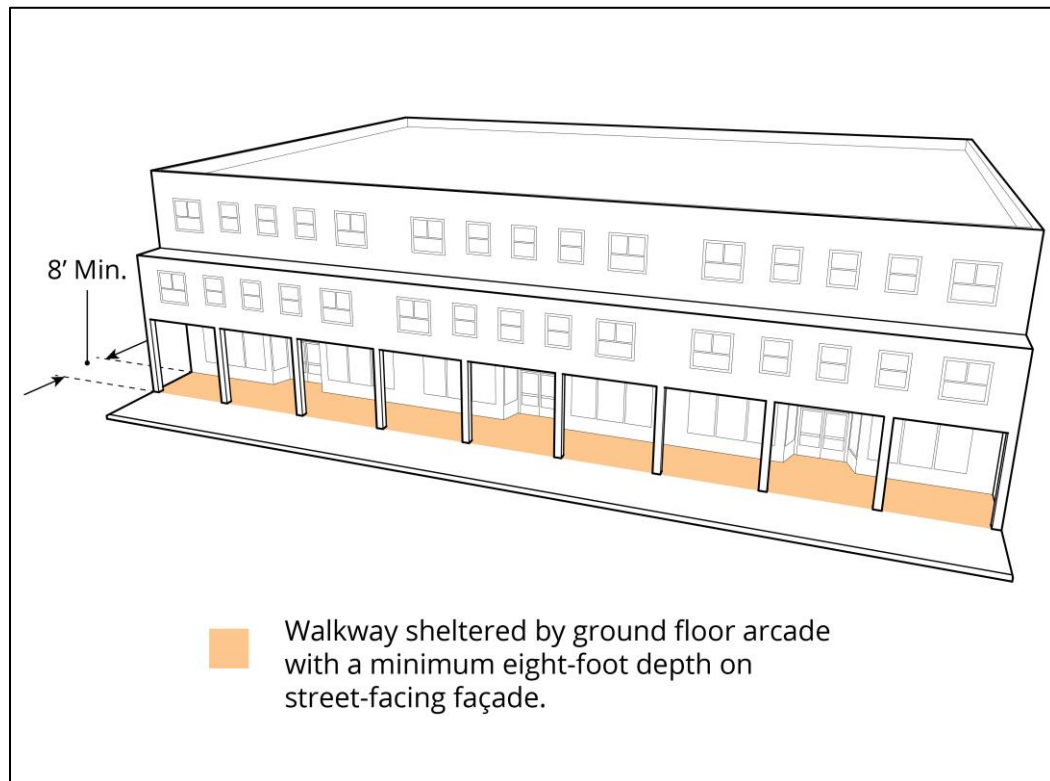 8’ Min.
Walkway sheltered by ground floor arcade
with a minimum eight-foot depth on
street-facing façade.